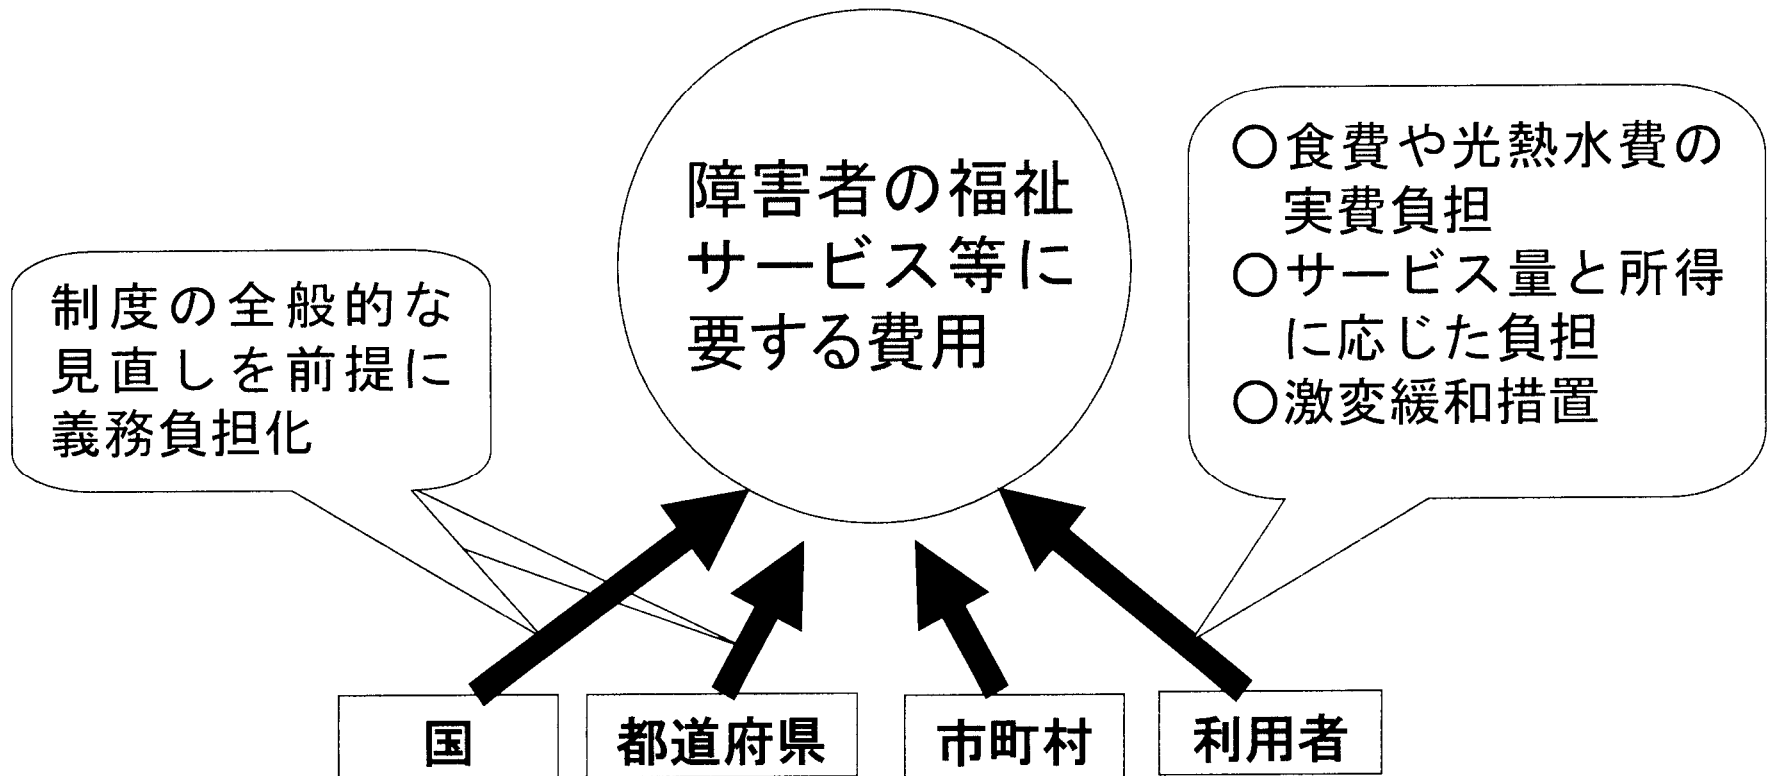 障害者の福祉
サービス等に
要する費用
制度の全般的な
見直しを前提に
義務負担化
○食費や光熱水費の
実費負担
○サービス量と所得
に応じた負担
○激変緩和措置
国
都道府県
市町村
利用者